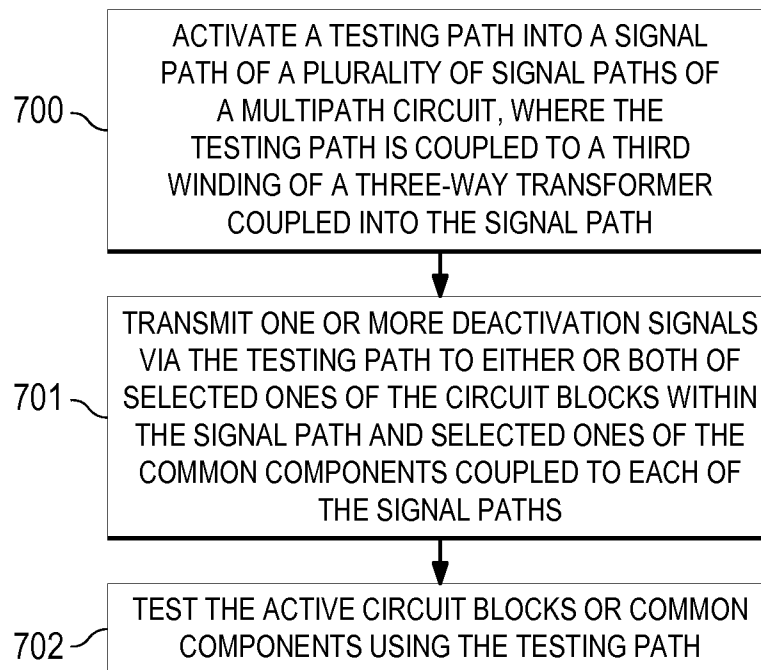 700
ACTIVATE A TESTING PATH INTO A SIGNAL
PATH OF A PLURALITY OF SIGNAL PATHS OF
A MULTIPATH CIRCUIT, WHERE THE
TESTING PATH IS COUPLED TO A THIRD
WINDING OF A THREE-WAY TRANSFORMER
COUPLED INTO THE SIGNAL PATH
701
TRANSMIT ONE OR MORE DEACTIVATION SIGNALS
VIA THE TESTING PATH TO EITHER OR BOTH OF
SELECTED ONES OF THE CIRCUIT BLOCKS WITHIN
THE SIGNAL PATH AND SELECTED ONES OF THE
COMMON COMPONENTS COUPLED TO EACH OF
THE SIGNAL PATHS
702
TEST THE ACTIVE CIRCUIT BLOCKS OR COMMON
COMPONENTS USING THE TESTING PATH